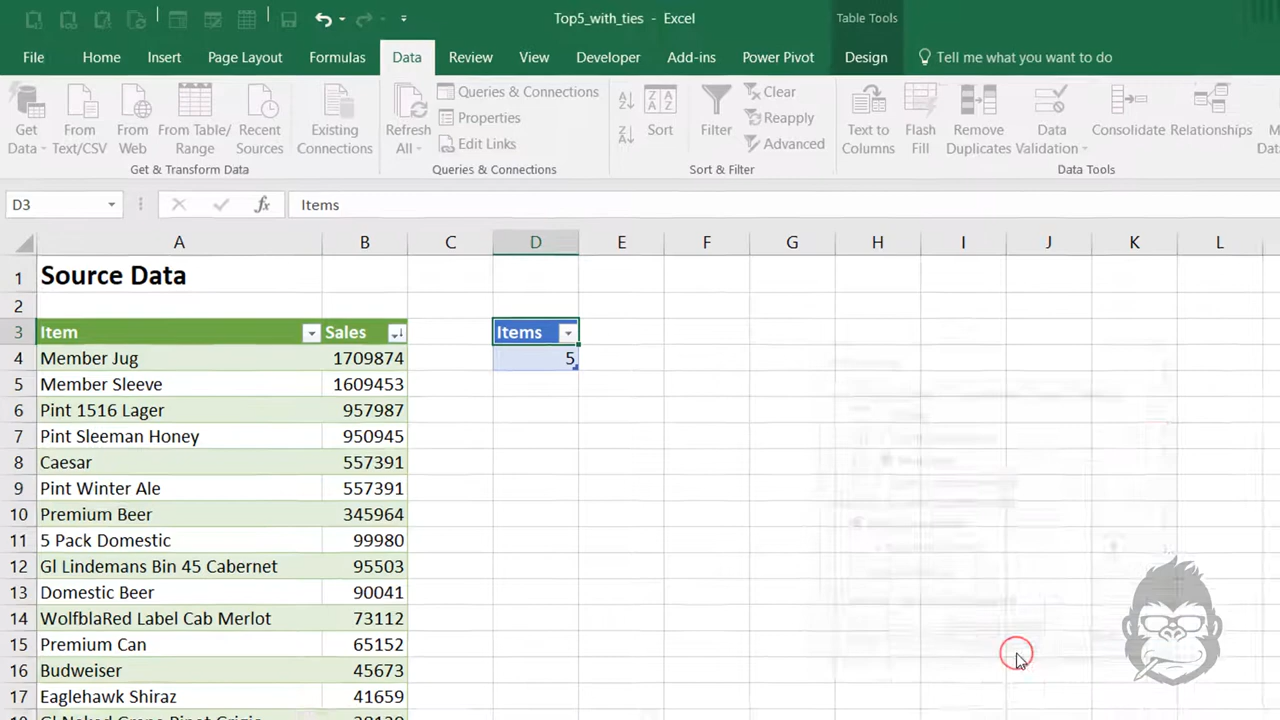 Top5_with_ties - Excel
Table Tools
File Home Insert Page Layout Formulas Data Review View Developer Add-ins Power Pivot Design Tell me what you want to do
Get Data
From Text/CSV
From Web
From Table/ Range
Recent Sources
Existing Connections
Refresh All
Queries & Connections
Properties
Edit Links
Sort
Filter
Clear
Reapply
Advanced
Text to Columns
Flash Fill
Remove Duplicates
Data Validation
Consolidate
Relationships
Get & Transform Data
Queries & Connections
Sort & Filter
Data Tools
D3 fx Items
A B C D E F G H I J K L
1 Source Data
2
3 Item Sales Items
4 Member Jug 1709874 5
5 Member Sleeve 1609453
6 Pint 1516 Lager 957987
7 Pint Sleeman Honey 950945
8 Caesar 557391
9 Pint Winter Ale 557391
10 Premium Beer 345964
11 5 Pack Domestic 99980
12 Gl Lindemans Bin 45 Cabernet 95503
13 Domestic Beer 90041
14 WolfblaRed Label Cab Merlot 73112
15 Premium Can 65152
16 Budweiser 45673
17 Eaglehawk Shiraz 41659